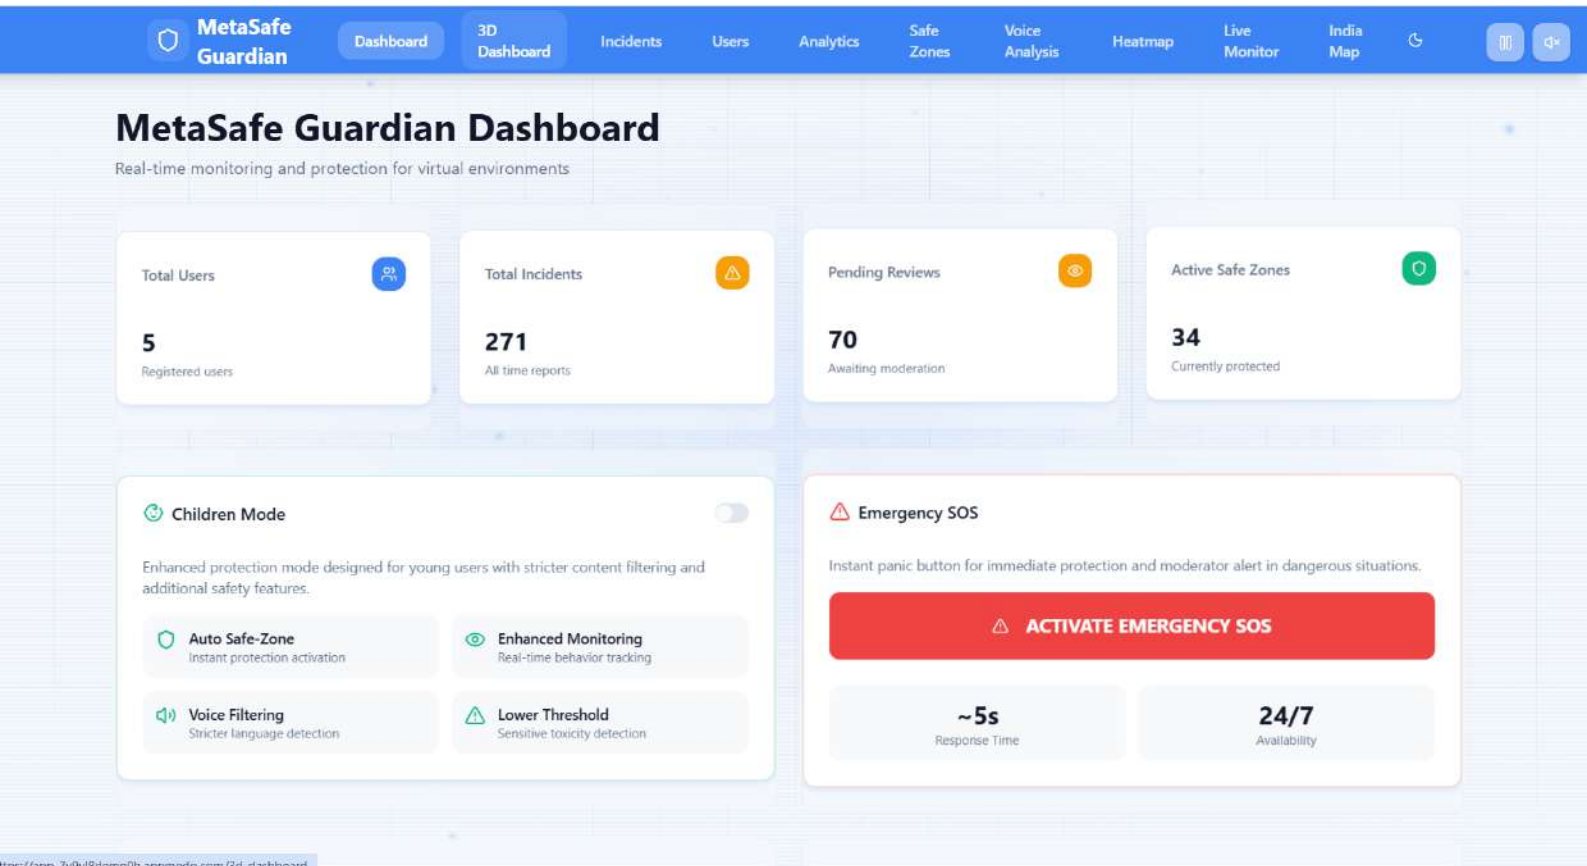 MetaSafe
Guardian
Dashboard
3D
Dashboard
Incidents
Users
Analytics
Safe
Zones
Voice
Analysis
Heatmap
Live
Monitor
India
Map
MetaSafe Guardian Dashboard
Real-time monitoring and protection for virtual environments
Total Users
5
Registered users
Total Incidents
271
All time reports
Pending Reviews
70
Awaiting moderation
Active Safe Zones
34
Currently protected
Children Mode
Enhanced protection mode designed for young users with stricter content filtering and
additional safety features.
Auto Safe-Zone
Instant protection activation
Enhanced Monitoring
Real-time behavior tracking
Voice Filtering
Stricter language detection
Lower Threshold
Sensitive toxicity detection
Emergency SOS
Instant panic button for immediate protection and moderator alert in dangerous situations.
ACTIVATE EMERGENCY SOS
~5s
Response Time
24/7
Availability